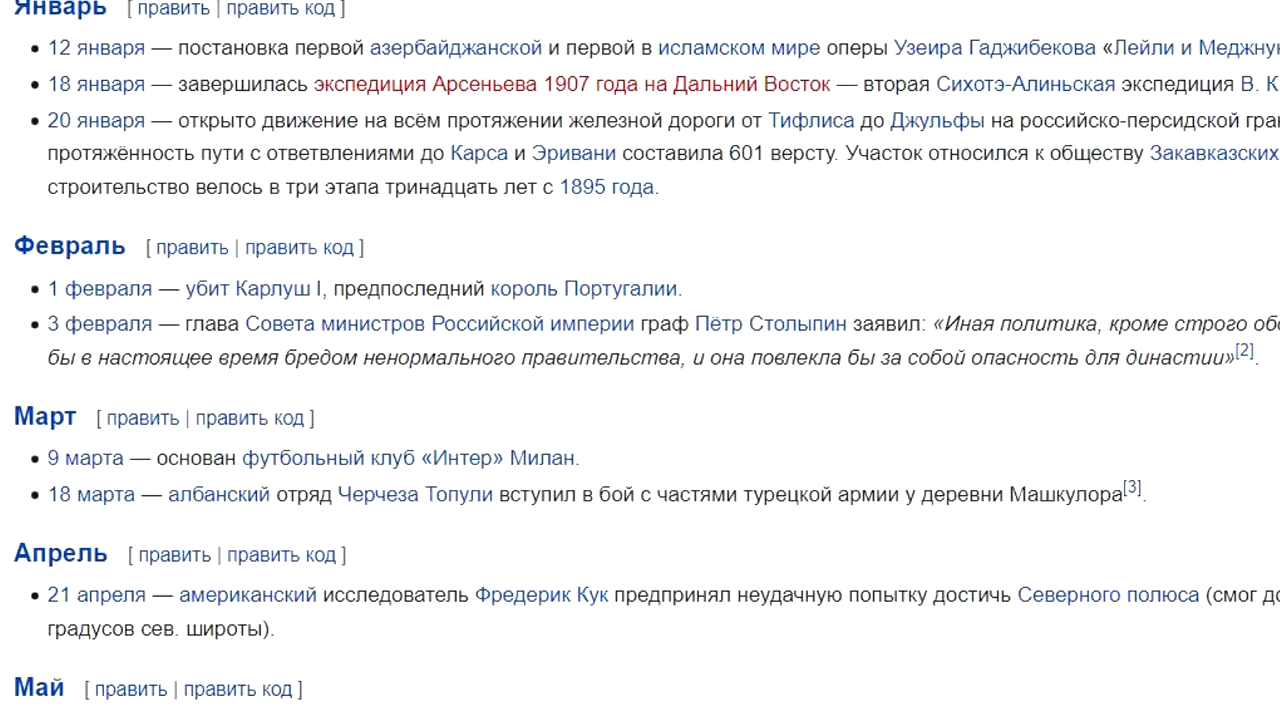 Январь [ править | править код ]
• 12 января — постановка первой азербайджанской и первой в исламском мире оперы Узеира Гаджибекова «Лейли и
• 18 января — завершилась экспедиция Арсеньева 1907 года на Дальний Восток — вторая Сихотэ-Алиньская экспедиция В. К
• 20 января — открыто движение на всём протяжении железной дороги от Тифлиса до Джульфы на российско-персидской
протяжённость пути с ответвлениями до Карса и Эривани составила 601 версту. Участок относился к обществу Закавказских
строительство велось в три этапа тринадцать лет с 1895 года.
Февраль [ править | править код ]
• 1 февраля — убит Карлуш I, предпоследний король Португалии.
• 3 февраля — глава Совета министров Российской империи граф Пётр Столыпин заявил: «Иная политика, кроме строго
бы в настоящее время бредом ненормального правительства, и она повлекла бы за собой опасность для династии»[2].
Март [ править | править код ]
• 9 марта — основан футбольный клуб «Интер» Милан.
• 18 марта — албанский отряд Черчеза Топули вступил в бой с частями турецкой армии у деревни Машкулора[3].
Апрель [ править | править код ]
• 21 апреля — американский исследователь Фредерик Кук предпринял неудачную попытку достичь Северного полюса (смог
градусов сев. широты).
Май [ править | править код ]